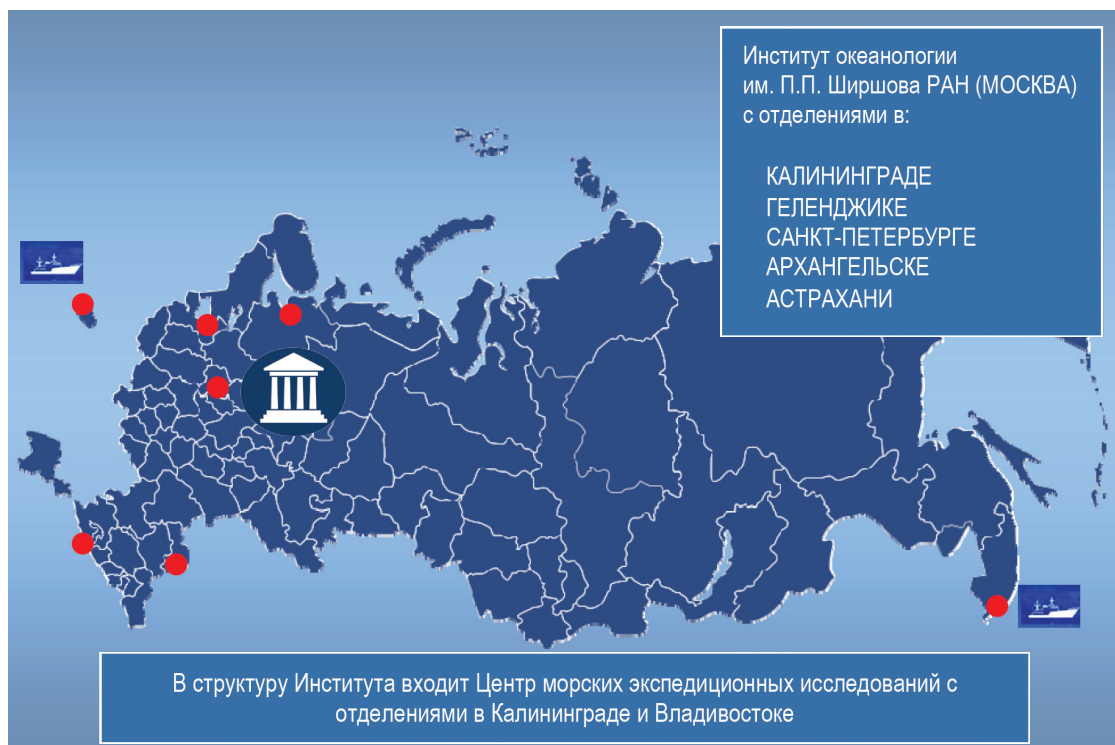 Институт океанологии
им. П.П. Ширшова РАН (МОСКВА)
с отделениями в:
КАЛИНИНГРАДЕ
ГЕЛЕНДЖИКЕ
САНКТ-ПЕТЕРБУРГЕ
АРХАНГЕЛЬСКЕ
АСТРАХАНИ
В структуру Института входит Центр морских экспедиционных исследований с
отделениями в Калининграде и Владивостоке